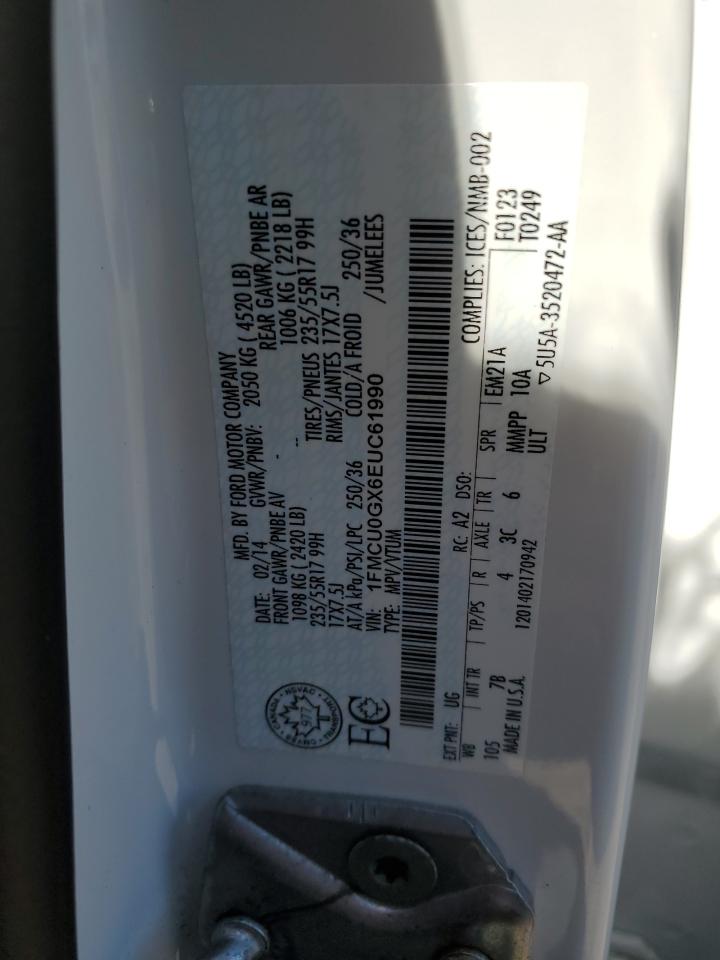 MFD. BY FORD MOTOR COMPANY
DATE: 02/14 GVWR/PNBV: 2050 KG ( 4520 LB)
FRONT GAWR/PNBE AV REAR GAWR/PNBE AR
1098 KG ( 2420 LB) -- 1006 KG ( 2218 LB)
235/55R17 99H TIRES/PNEUS 235/55R17 99H
17X7.5J RIMS/JANTES 17X7.5J
AT/A kPa/PSI/LPC 250/36 COLD/A FROID 250/36
VIN: 1FMCU0GX6EUC61990 /JUMELEES
TYPE: MPV/VTUM
COMPLIES: ICES/NMB-002
EXT PNT: UG RC: A2 DSO: F0123
WB INT TR TP/PS R AXLE TR SPR EM21A T0249
105 7B 4 3C 6 MMPP 10A
MADE IN U.S.A. 1201402170942 ULT ▽5U5A-3520472-AA
CANADA NSVAC
977
TRANSPORT
EC